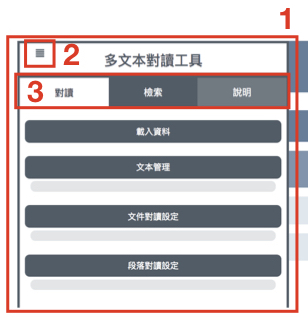 1
2
多文本對讀工具
3 對讀 檢索 說明
載入資料
文本管理
文件對讀設定
段落對讀設定